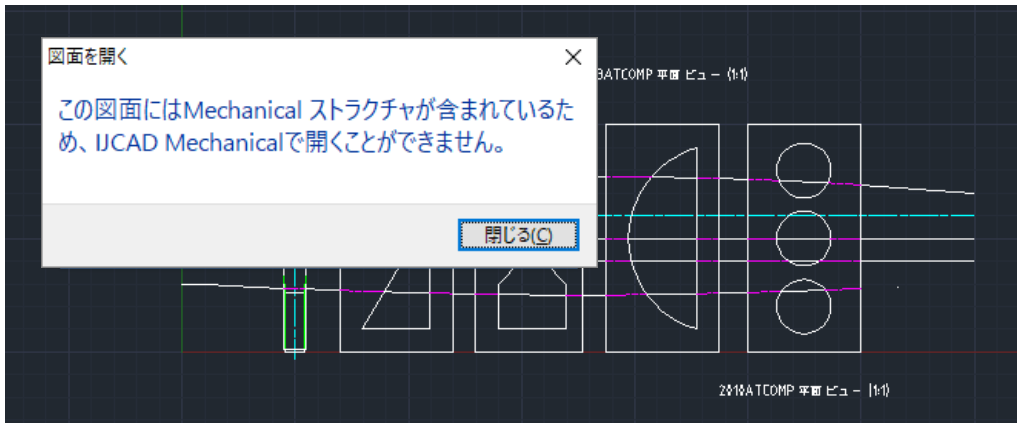 図面を開く
ATCOMP 平面 ビュー (1:1)
この図面にはMechanical ストラクチャが含まれているた
め、IJCAD Mechanicalで開くことができません。
閉じる(C)
2018ATCOMP 平面 ビュー (1:1)